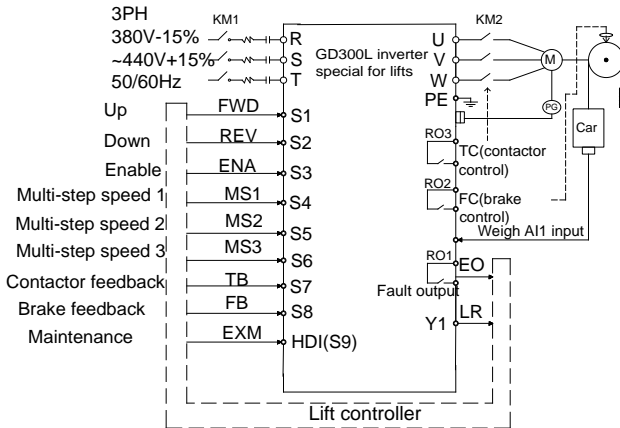 3PH
380V-15%
~440V+15%
50/60Hz
KM1
R
S
T
GD300L inverter
special for lifts
U
V
W
PE
KM2
M
PG
Car
Up
FWD
S1
Down
REV
S2
Enable
ENA
S3
Multi-step speed 1
MS1
S4
Multi-step speed 2
MS2
S5
Multi-step speed 3
MS3
S6
Contactor feedback
TB
S7
Brake feedback
FB
S8
Maintenance
EXM
HDI(S9)
RO3
TC(contactor
control)
RO2
FC(brake
control)
Weigh AI1 input
RO1
EO
Fault output
Y1
LR
Lift controller